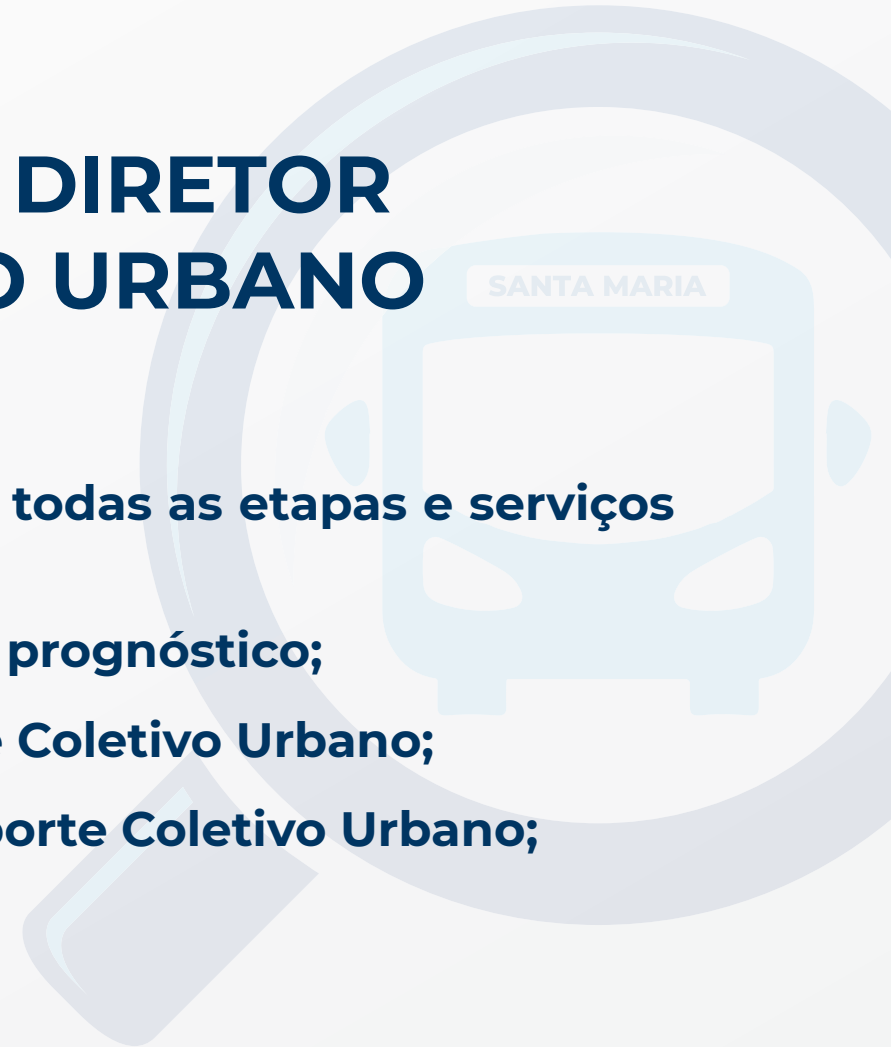 DIRETOR
O URBANO
SANTA MARIA
todas as etapas e serviços
prognóstico;
e Coletivo Urbano;
porte Coletivo Urbano;